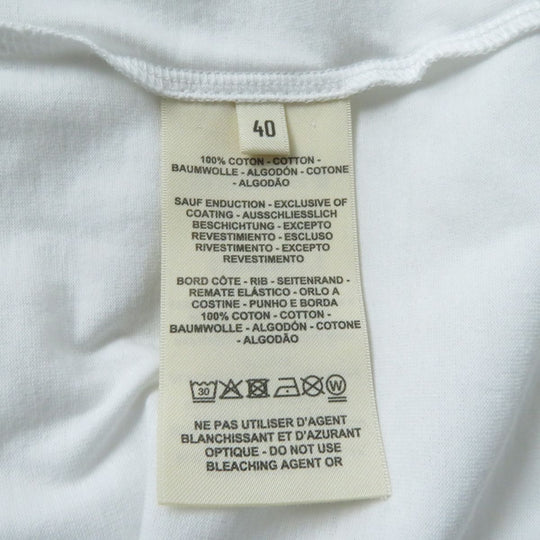 40
100% COTON - COTTON -
BAUMWOLLE - ALGODÓN - COTONE
- ALGODÃO
SAUF ENDUCTION - EXCLUSIVE OF
COATING - AUSSCHLIESSLICH
BESCHICHTUNG - EXCEPTO
REVESTIMIENTO - ESCLUSO
RIVESTIMENTO - EXCEPTO
REVESTIMENTO
BORD CÔTE - RIB - SEITENRAND -
REMATE ELÁSTICO - ORLO A
COSTINE - PUNHO E BORDA
100% COTON - COTTON -
BAUMWOLLE - ALGODÓN - COTONE
- ALGODÃO
30
W
NE PAS UTILISER D'AGENT
BLANCHISSANT ET D'AZURANT
OPTIQUE - DO NOT USE
BLEACHING AGENT OR